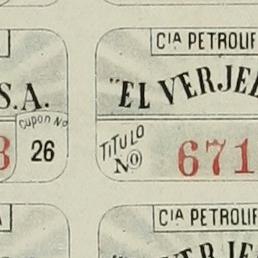 CIA PETROLIF
S.A.
"EL VERJE
Cupon No
26
TITULO
No
671
CIA PETROLIF